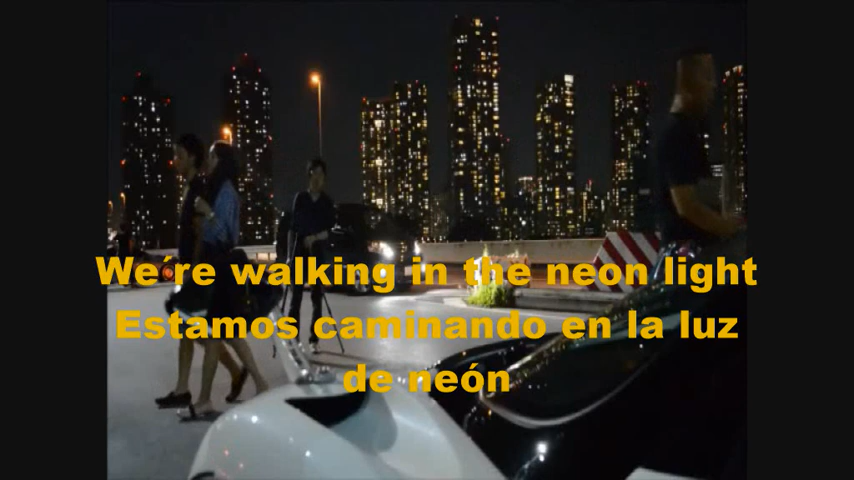 We´re walking in the neon light
Estamos caminando en la luz
de neón